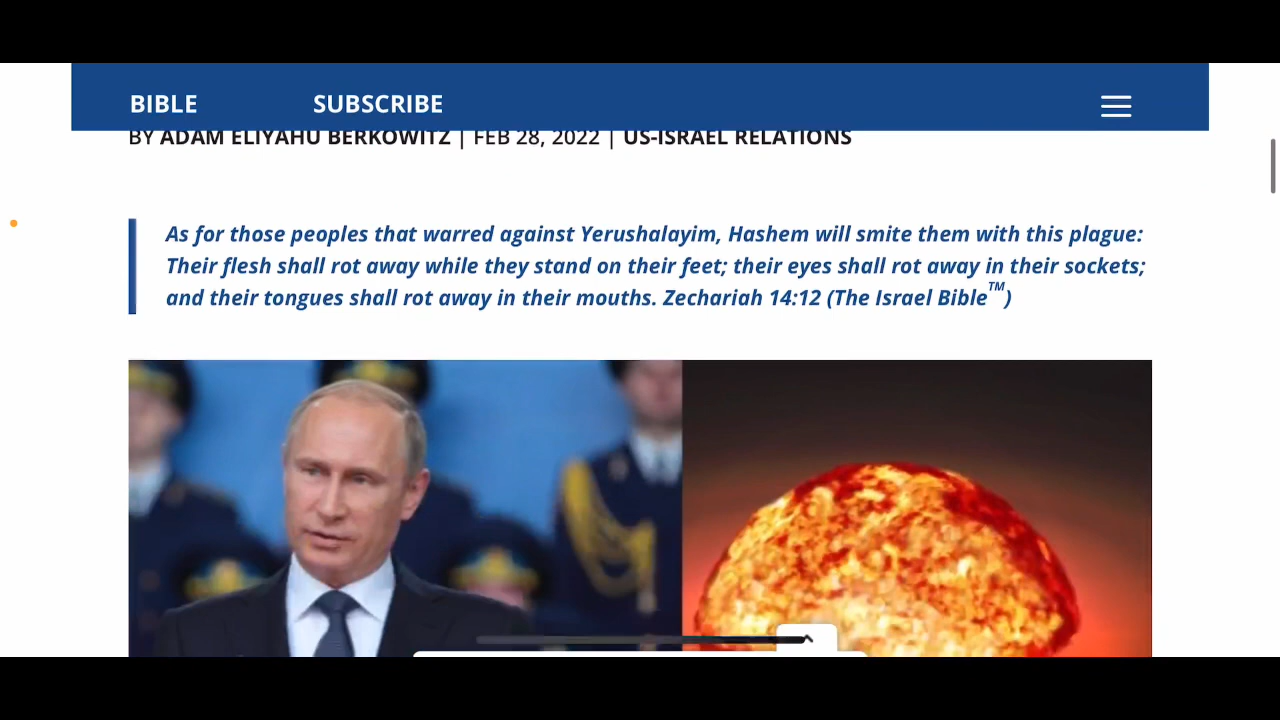 BIBLE SUBSCRIBE
BY ADAM ELIYAHU BERKOWITZ | FEB 28, 2022 | US-ISRAEL RELATIONS
As for those peoples that warred against Yerushalayim, Hashem will smite them with this plague:
Their flesh shall rot away while they stand on their feet; their eyes shall rot away in their sockets;
and their tongues shall rot away in their mouths. Zechariah 14:12 (The Israel Bible™)